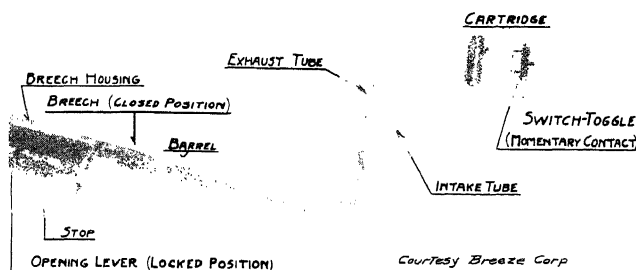 CARTRIDGE
EXHAUST TUBE
BREECH HOUSING
BREECH (CLOSED POSITION)
BARREL
SWITCH-TOGGLE
(MOMENTARY CONTACT)
INTAKE TUBE
STOP
OPENING LEVER (LOCKED POSITION)
Courtesy Breeze Corp